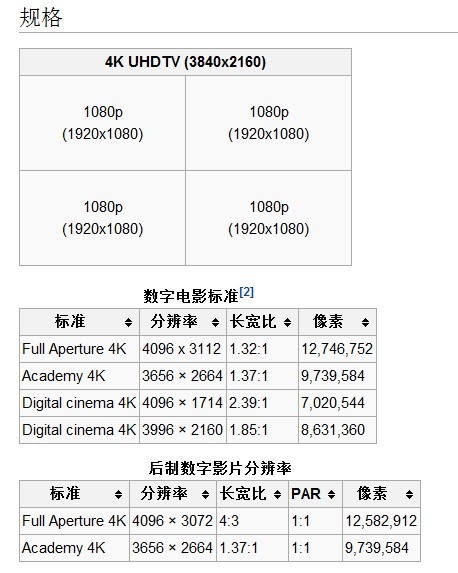 规格
4K UHDTV (3840x2160)
1080p 1080p
(1920x1080) (1920x1080)
1080p 1080p
(1920x1080) (1920x1080)
数字电影标准[2]
标准 分辨率 长宽比 像素
Full Aperture 4K 4096 x 3112 1.32:1 12,746,752
Academy 4K 3656 × 2664 1.37:1 9,739,584
Digital cinema 4K 4096 × 1714 2.39:1 7,020,544
Digital cinema 4K 3996 × 2160 1.85:1 8,631,360
后制数字影片分辨率
标准 分辨率 长宽比 PAR 像素
Full Aperture 4K 4096 × 3072 4:3 1:1 12,582,912
Academy 4K 3656 × 2664 1.37:1 1:1 9,739,584